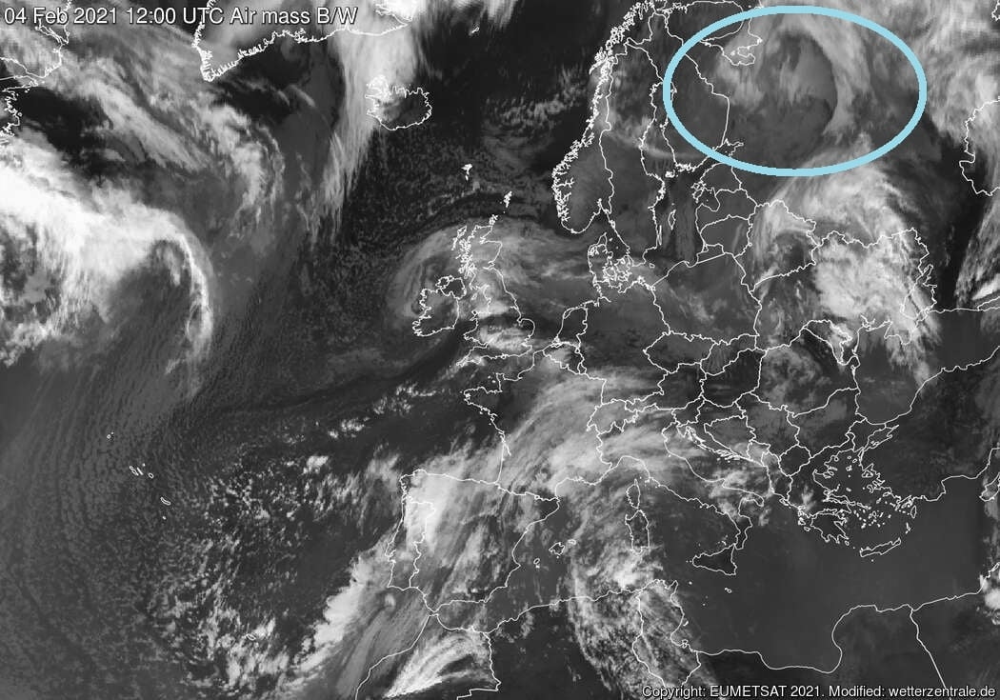 04 Feb 2021 12:00 UTC Air mass B/W
Copyright: EUMETSAT 2021. Modified: wetterzentrale.de